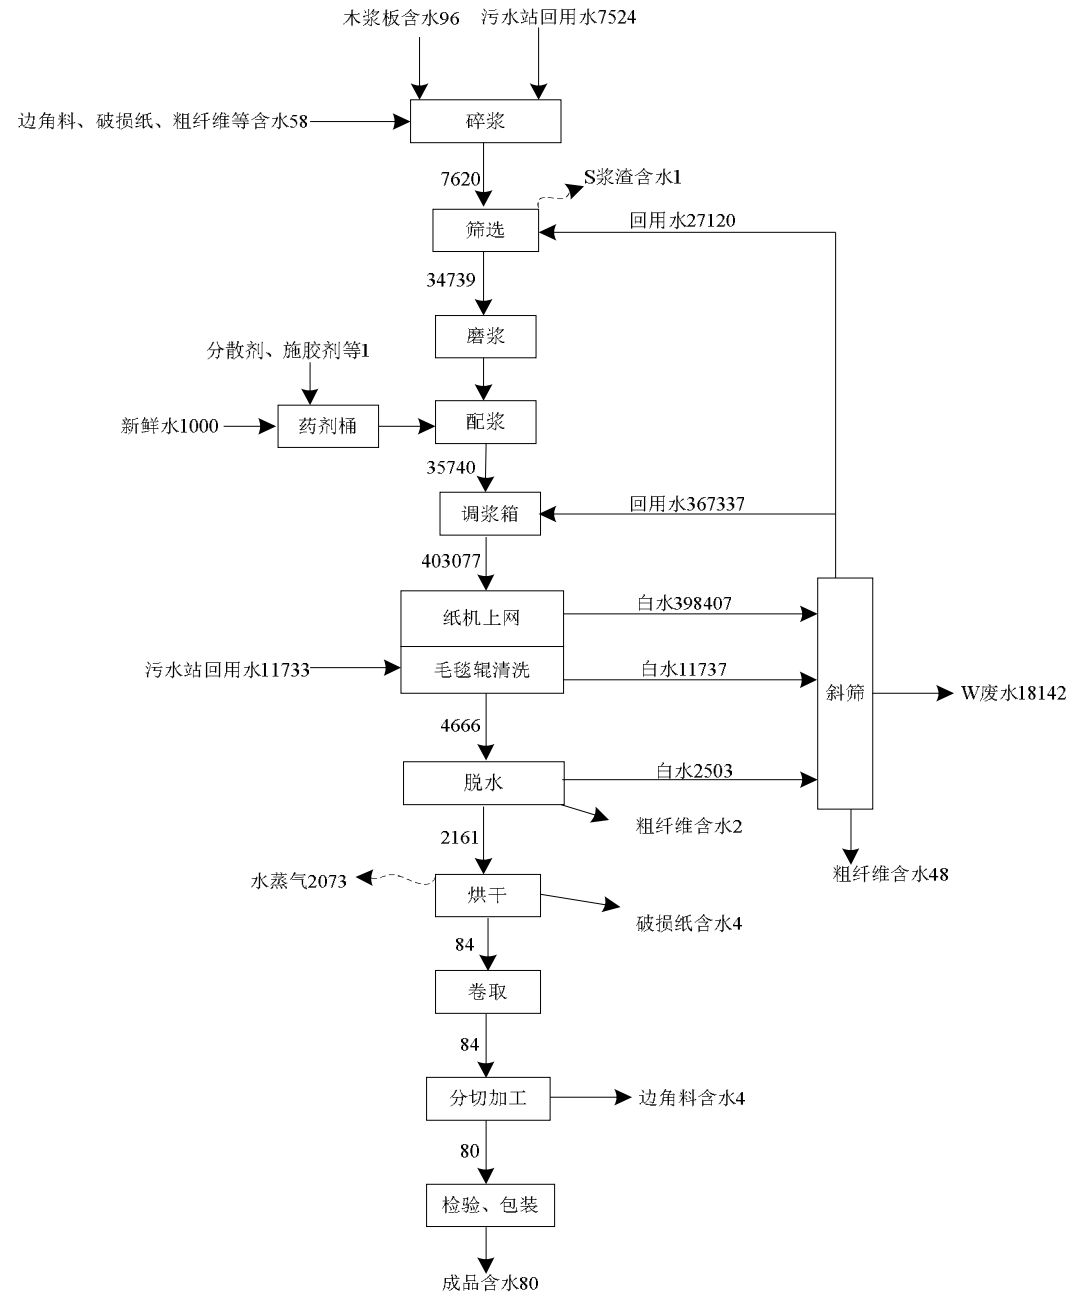 木浆板含水96
污水站回用水7524
边角料、破损纸、粗纤维等含水58
碎浆
7620
S浆渣含水1
筛选
回用水27120
34739
磨浆
分散剂、施胶剂等1
新鲜水1000
药剂桶
配浆
35740
调浆箱
回用水367337
403077
纸机上网
白水398407
污水站回用水11733
毛毯辊清洗
白水11737
斜筛
W废水18142
4666
脱水
白水2503
粗纤维含水2
2161
粗纤维含水48
水蒸气2073
烘干
破损纸含水4
84
卷取
84
分切加工
边角料含水4
80
检验、包装
成品含水80